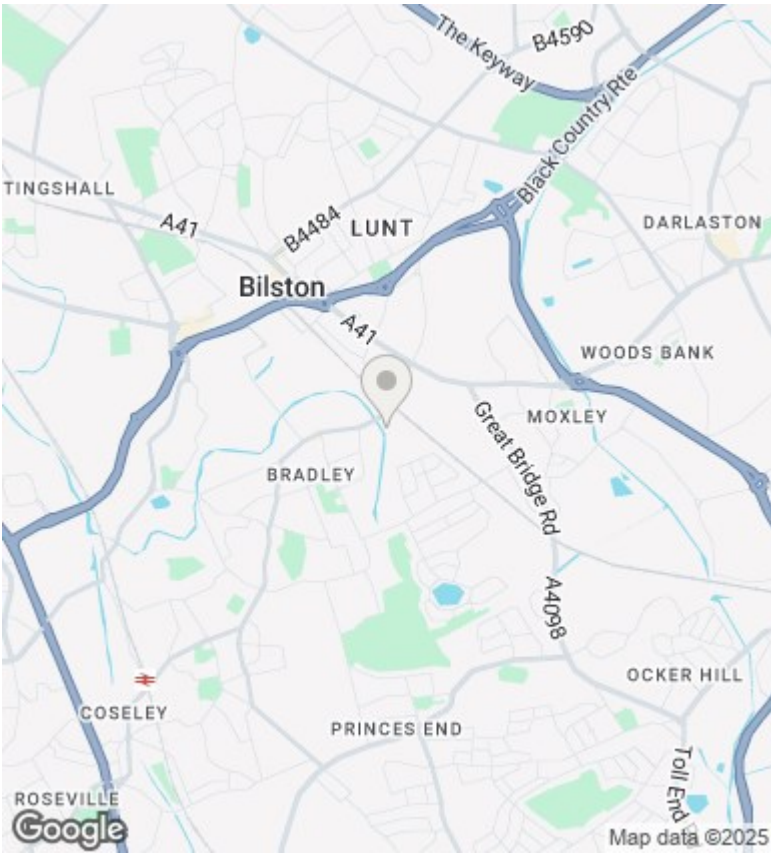 B4590
The Keyway
Black Country Rte
TINGSHALL
A41
B4484
LUNT
DARLASTON
Bilston
A41
WOODS BANK
MOXLEY
Great Bridge Rd
BRADLEY
A4098
OCKER HILL
COSELEY
PRINCES END
Toll End
ROSEVILLE
Google
Map data ©2025